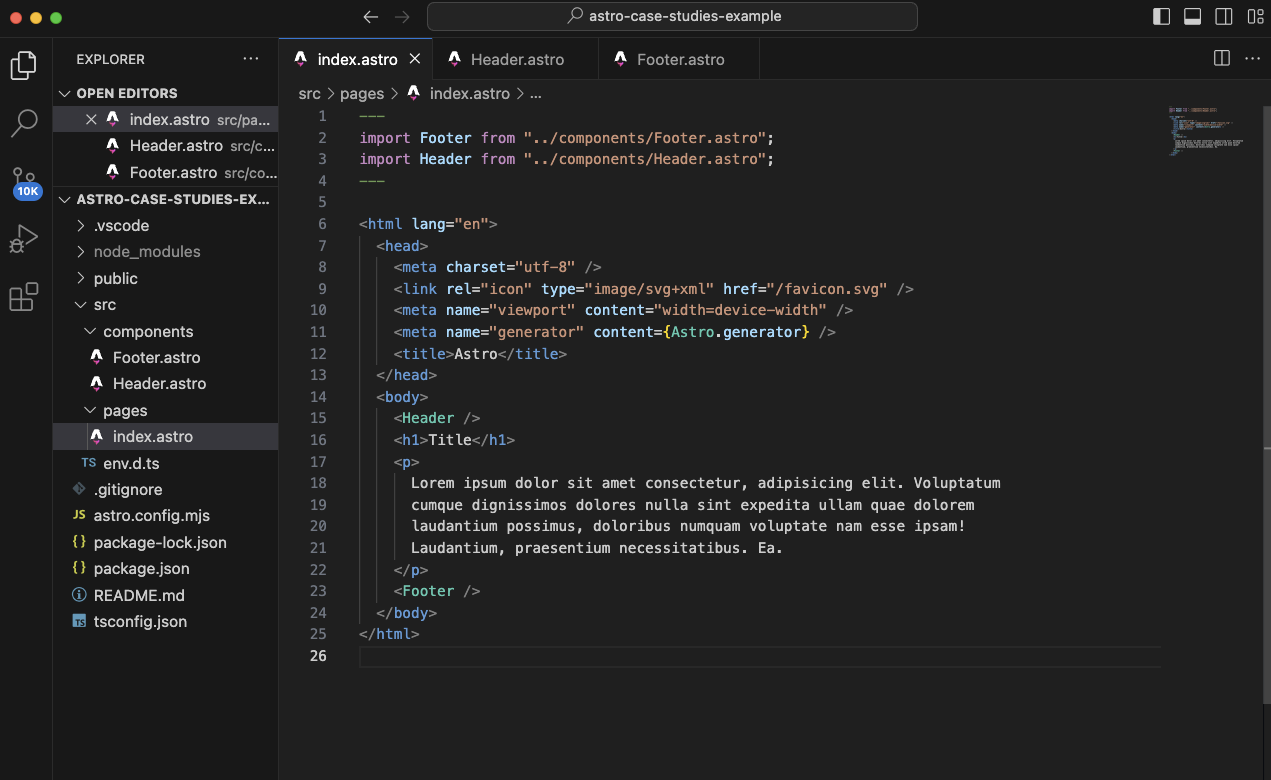 astro-case-studies-example
EXPLORER ...
index.astro Header.astro Footer.astro
OPEN EDITORS
index.astro src/pa...
Header.astro src/c...
Footer.astro src/co...
10K
ASTRO-CASE-STUDIES-EX...
.vscode
node_modules
public
src
components
Footer.astro
Header.astro
pages
index.astro
TS env.d.ts
.gitignore
JS astro.config.mjs
{} package-lock.json
{} package.json
README.md
TS tsconfig.json
src > pages > index.astro > ...
1 ---
2 import Footer from "../components/Footer.astro";
3 import Header from "../components/Header.astro";
4 ---
5
6 <html lang="en">
7 <head>
8 <meta charset="utf-8" />
9 <link rel="icon" type="image/svg+xml" href="/favicon.svg" />
10 <meta name="viewport" content="width=device-width" />
11 <meta name="generator" content={Astro.generator} />
12 <title>Astro</title>
13 </head>
14 <body>
15 <Header />
16 <h1>Title</h1>
17 <p>
18 Lorem ipsum dolor sit amet consectetur, adipisicing elit. Voluptatum
19 cumque dignissimos dolores nulla sint expedita ullam quae dolorem
20 laudantium possimus, doloribus numquam voluptate nam esse ipsam!
21 Laudantium, praesentium necessitatibus. Ea.
22 </p>
23 <Footer />
24 </body>
25 </html>
26